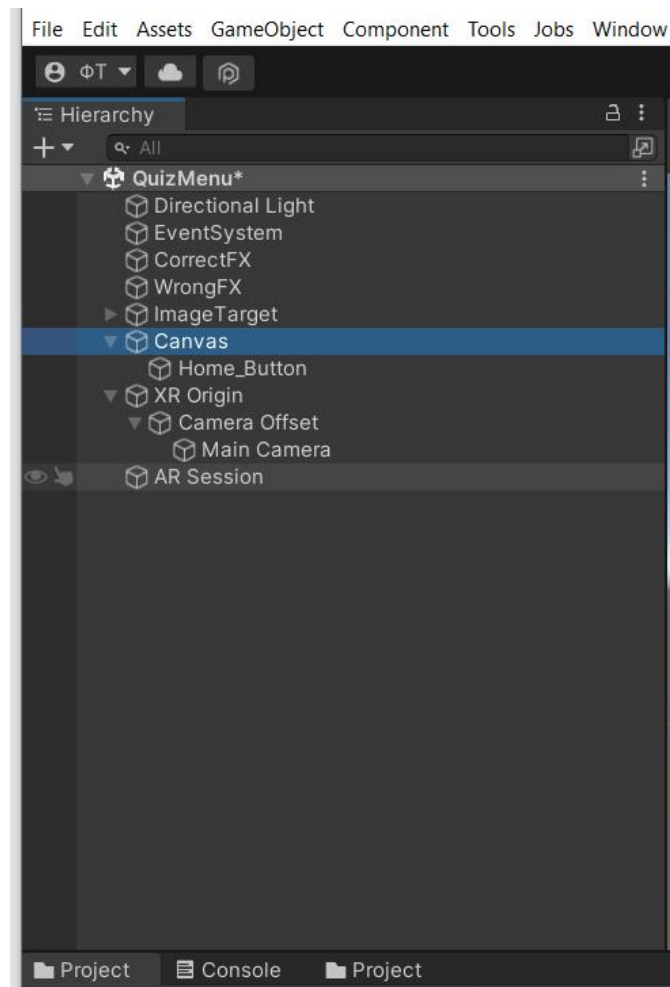 File Edit Assets GameObject Component Tools Jobs Window
ФТ
Hierarchy
All
QuizMenu*
Directional Light
EventSystem
CorrectFX
WrongFX
ImageTarget
Canvas
Home_Button
XR Origin
Camera Offset
Main Camera
AR Session
Project Console Project